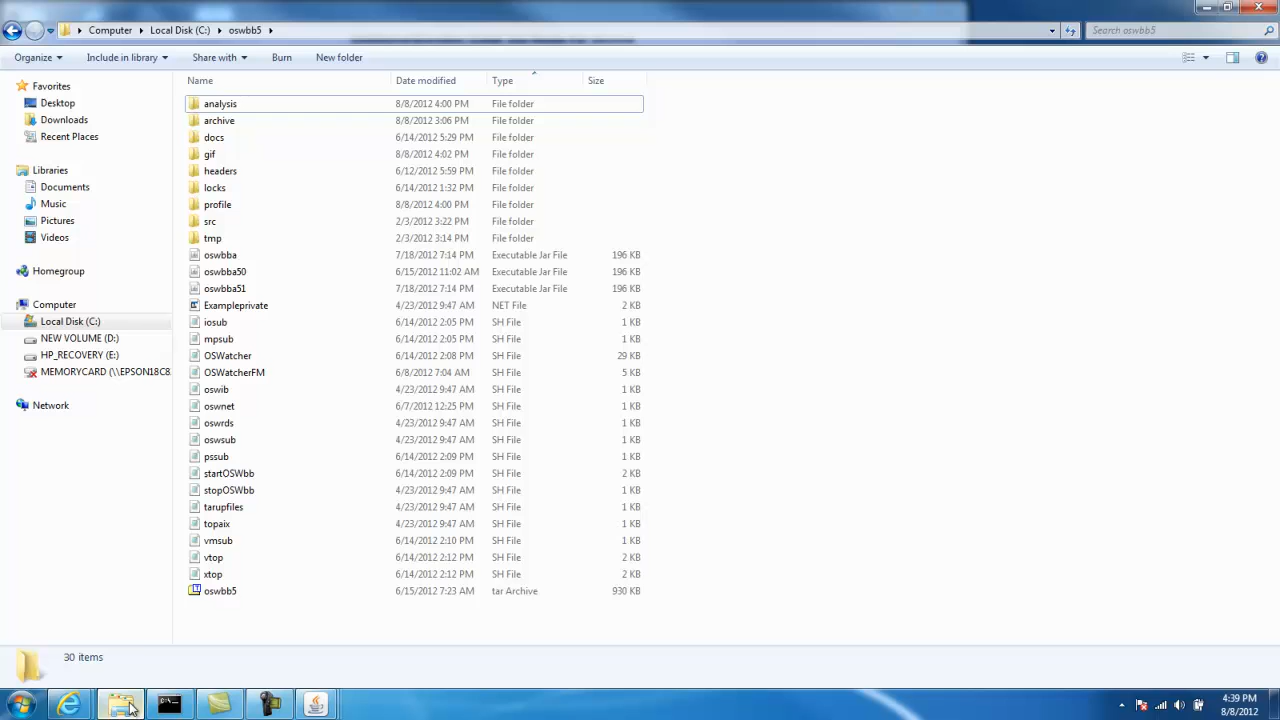 Computer Local Disk (C:) oswbb5 Search oswbb5
Organize Include in library Share with Burn New folder
Name Date modified Type Size
Favorites
Desktop
Downloads
Recent Places
Libraries
Documents
Music
Pictures
Videos
Homegroup
Computer
Local Disk (C:)
NEW VOLUME (D:)
HP_RECOVERY (E:)
MEMORYCARD (\\EPSON18C8
Network
analysis 8/8/2012 4:00 PM File folder
archive 8/8/2012 3:06 PM File folder
docs 6/14/2012 5:29 PM File folder
gif 8/8/2012 4:02 PM File folder
headers 6/12/2012 5:59 PM File folder
locks 6/14/2012 1:32 PM File folder
profile 8/8/2012 4:00 PM File folder
src 2/3/2012 3:22 PM File folder
tmp 2/3/2012 3:14 PM File folder
oswbba 7/18/2012 7:14 PM Executable Jar File 196 KB
oswbba50 6/15/2012 11:02 AM Executable Jar File 196 KB
oswbba51 7/18/2012 7:14 PM Executable Jar File 196 KB
Exampleprivate 4/23/2012 9:47 AM NET File 2 KB
iosub 6/14/2012 2:05 PM SH File 1 KB
mpsub 6/14/2012 2:05 PM SH File 1 KB
OSWatcher 6/14/2012 2:08 PM SH File 29 KB
OSWatcherFM 6/8/2012 7:04 AM SH File 5 KB
oswib 4/23/2012 9:47 AM SH File 1 KB
oswnet 6/7/2012 12:25 PM SH File 1 KB
oswrds 4/23/2012 9:47 AM SH File 1 KB
oswsub 4/23/2012 9:47 AM SH File 1 KB
pssub 6/14/2012 2:09 PM SH File 1 KB
startOSWbb 6/14/2012 2:09 PM SH File 2 KB
stopOSWbb 4/23/2012 9:47 AM SH File 1 KB
tarupfiles 4/23/2012 9:47 AM SH File 1 KB
topaix 4/23/2012 9:47 AM SH File 1 KB
vmsub 6/14/2012 2:10 PM SH File 1 KB
vtop 6/14/2012 2:12 PM SH File 2 KB
xtop 6/14/2012 2:12 PM SH File 2 KB
oswbb5 6/15/2012 7:23 AM tar Archive 930 KB
30 items
4:39 PM
8/8/2012